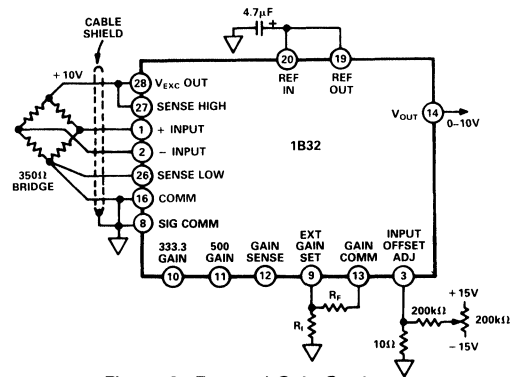 CABLE
SHIELD
4.7µF
+
+10V
20
REF
IN
19
REF
OUT
28 VEXC OUT
27 SENSE HIGH
1 + INPUT
2 - INPUT
26 SENSE LOW
16 COMM
8 SIG COMM
350Ω
BRIDGE
1B32
VOUT 14
0–10V
333.3
GAIN
10
500
GAIN
11
GAIN
SENSE
12
EXT
GAIN
SET
9
GAIN
COMM
13
INPUT
OFFSET
ADJ
3
RF
RI
10Ω
200kΩ
+15V
200kΩ
-15V